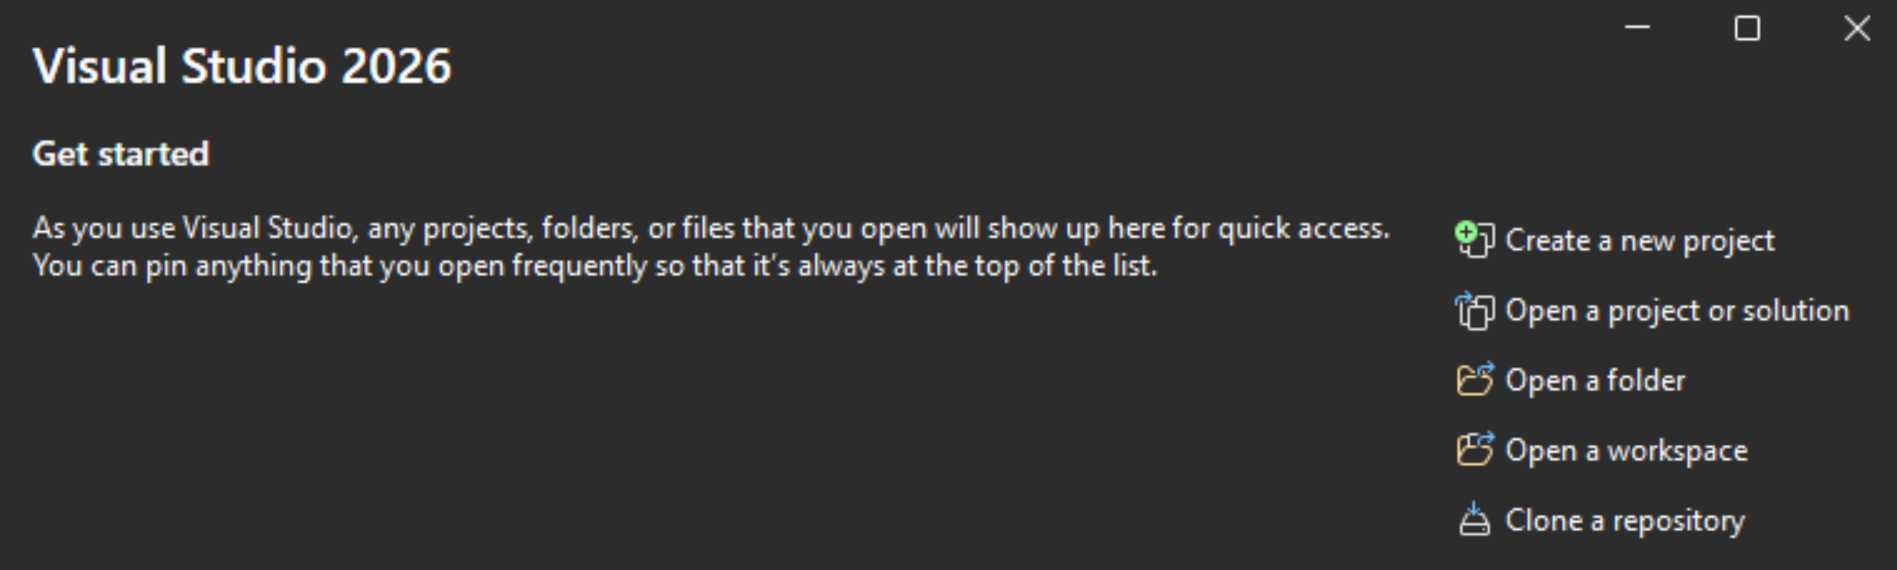 Visual Studio 2026
Get started
As you use Visual Studio, any projects, folders, or files that you open will show up here for quick access.
You can pin anything that you open frequently so that it's always at the top of the list.
Create a new project
Open a project or solution
Open a folder
Open a workspace
Clone a repository